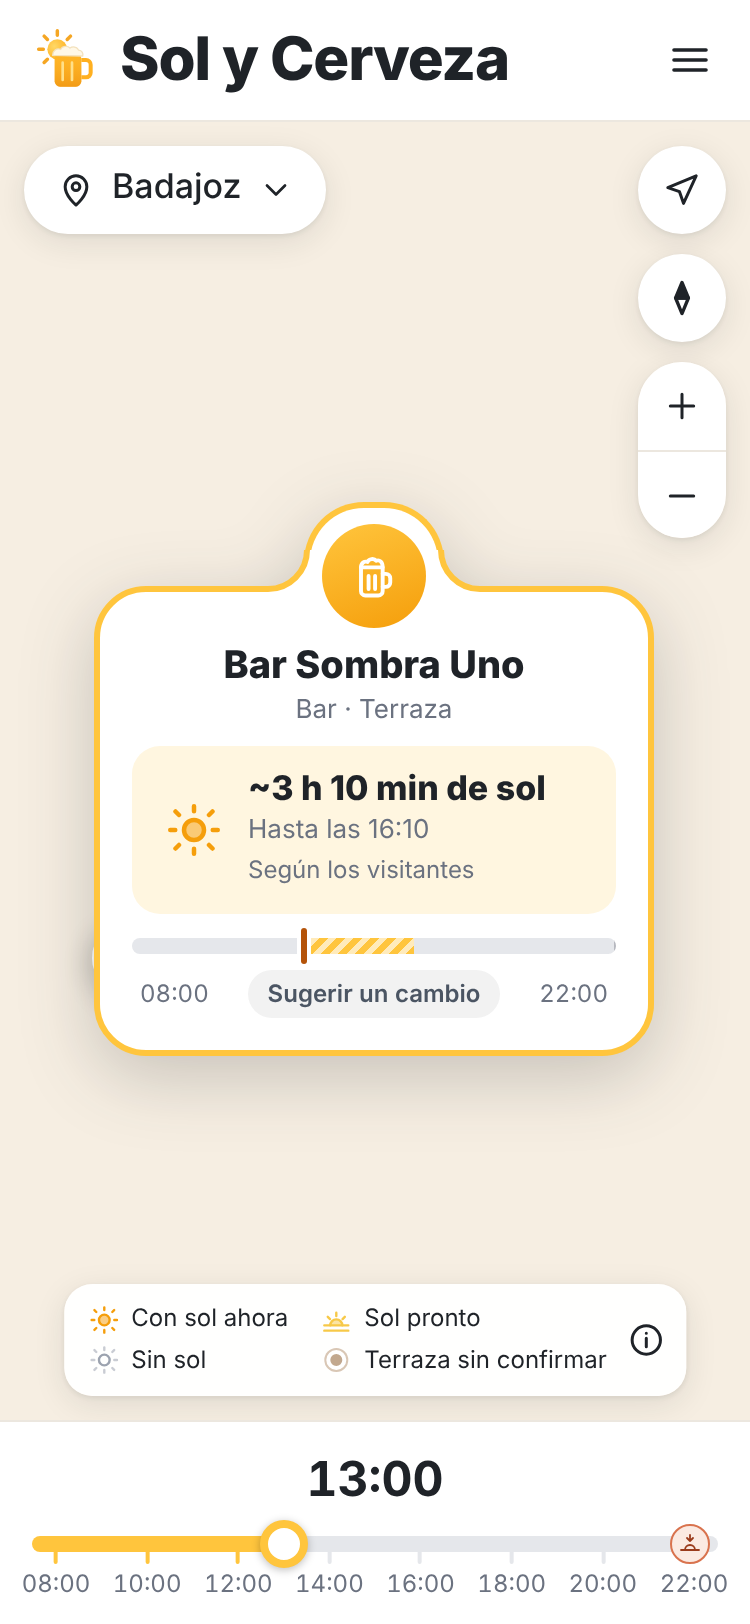 Sol y Cerveza
Badajoz
Bar Sombra Uno
Bar · Terraza
~3 h 10 min de sol
Hasta las 16:10
Según los visitantes
08:00 Sugerir un cambio 22:00
Con sol ahora Sol pronto
Sin sol Terraza sin confirmar
13:00
08:00 10:00 12:00 14:00 16:00 18:00 20:00 22:00